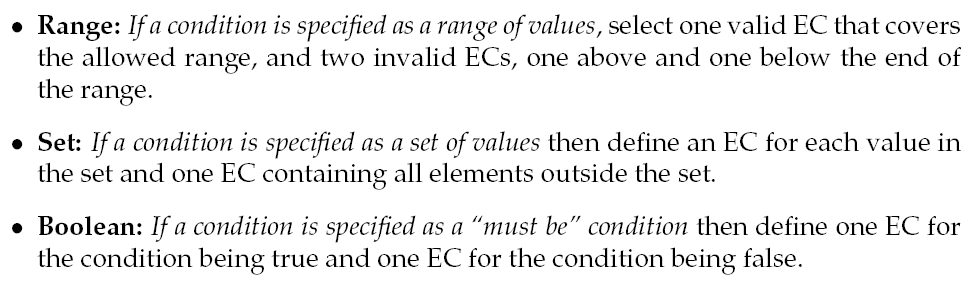 • Range: If a condition is specified as a range of values, select one valid EC that covers
the allowed range, and two invalid ECs, one above and one below the end of
the range.
• Set: If a condition is specified as a set of values then define an EC for each value in
the set and one EC containing all elements outside the set.
• Boolean: If a condition is specified as a “must be” condition then define one EC for
the condition being true and one EC for the condition being false.